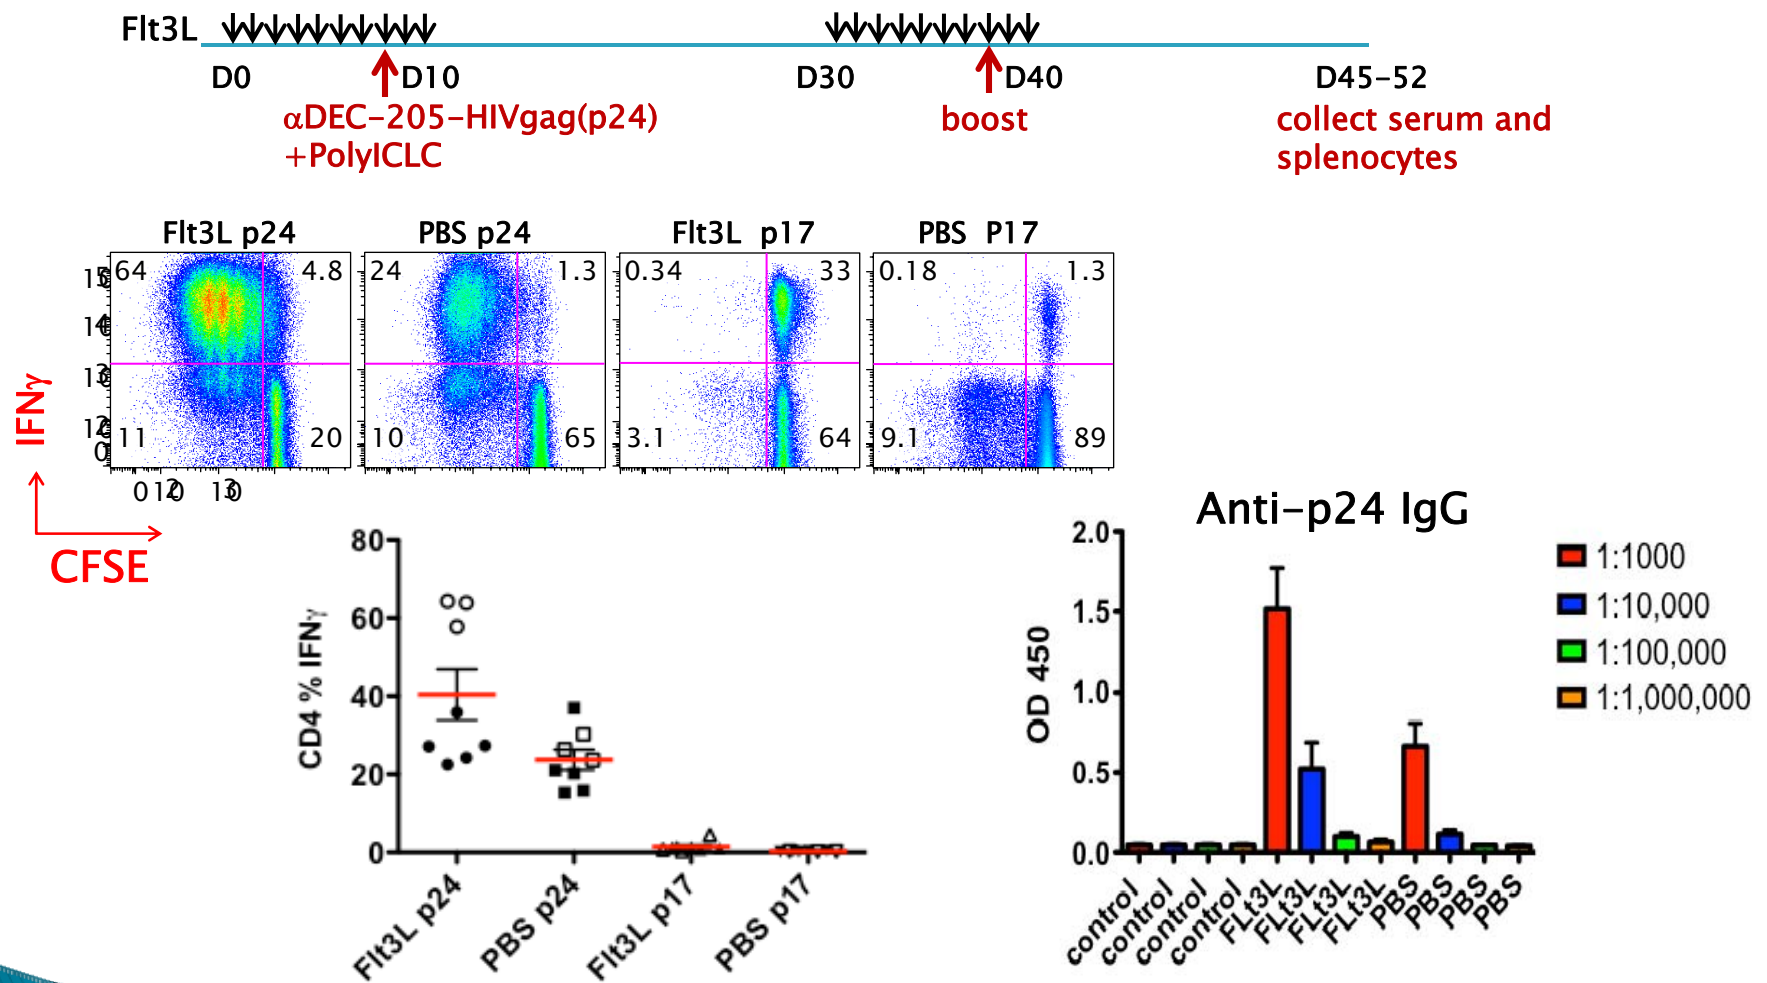 Flt3L
D0 D10 D30 D40 D45-52
αDEC-205-HIVgag(p24)
+PolyICLC
boost
collect serum and
splenocytes
Flt3L p24 PBS p24 Flt3L p17 PBS P17
64 4.8 24 1.3 0.34 33 0.18 1.3
11 20 10 65 3.1 64 9.1 89
IFNγ
CFSE
CD4 % IFNγ
80
60
40
20
0
Flt3L p24 PBS p24 Flt3L p17 PBS p17
Anti-p24 IgG
OD 450
2.0
1.5
1.0
0.5
0.0
control control control control FLt3L FLt3L FLt3L FLt3L PBS PBS PBS PBS
1:1000
1:10,000
1:100,000
1:1,000,000